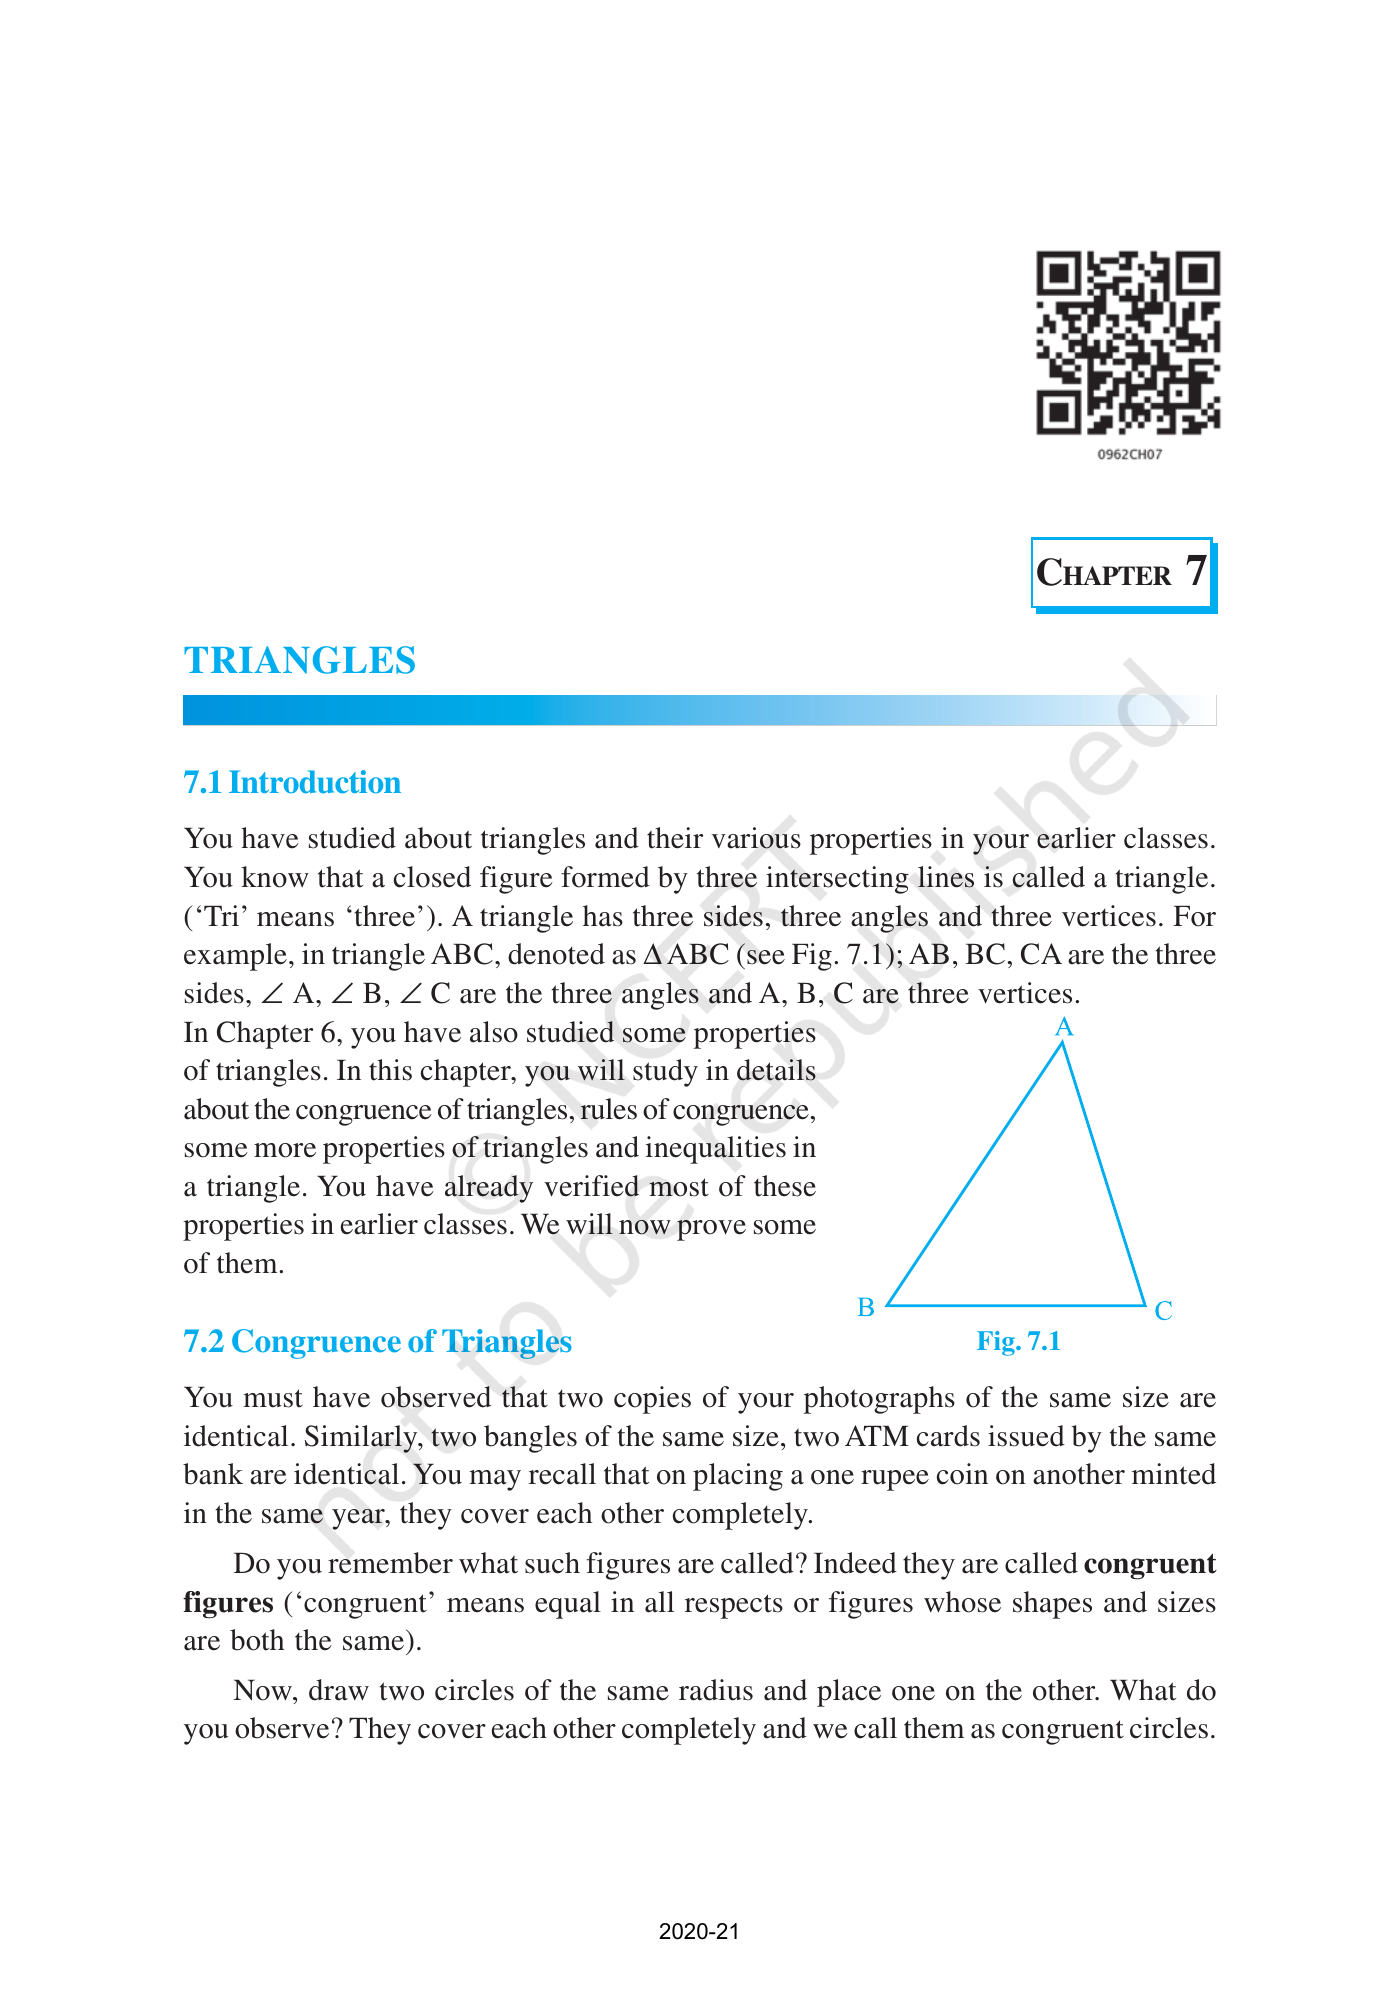 0962CH07
CHAPTER 7
TRIANGLES
7.1 Introduction
You have studied about triangles and their various properties in your earlier classes.
You know that a closed figure formed by three intersecting lines is called a triangle.
(‘Tri’ means ‘three’). A triangle has three sides, three angles and three vertices. For
example, in triangle ABC, denoted as Δ ABC (see Fig. 7.1); AB, BC, CA are the three
sides, ∠ A, ∠ B, ∠ C are the three angles and A, B, C are three vertices.
In Chapter 6, you have also studied some properties
of triangles. In this chapter, you will study in details
about the congruence of triangles, rules of congruence,
some more properties of triangles and inequalities in
a triangle. You have already verified most of these
properties in earlier classes. We will now prove some
of them.
A
B
C
Fig. 7.1
7.2 Congruence of Triangles
You must have observed that two copies of your photographs of the same size are
identical. Similarly, two bangles of the same size, two ATM cards issued by the same
bank are identical. You may recall that on placing a one rupee coin on another minted
in the same year, they cover each other completely.
Do you remember what such figures are called? Indeed they are called congruent
figures (‘congruent’ means equal in all respects or figures whose shapes and sizes
are both the same).
Now, draw two circles of the same radius and place one on the other. What do
you observe? They cover each other completely and we call them as congruent circles.
© NCERT
not to be republished
2020-21